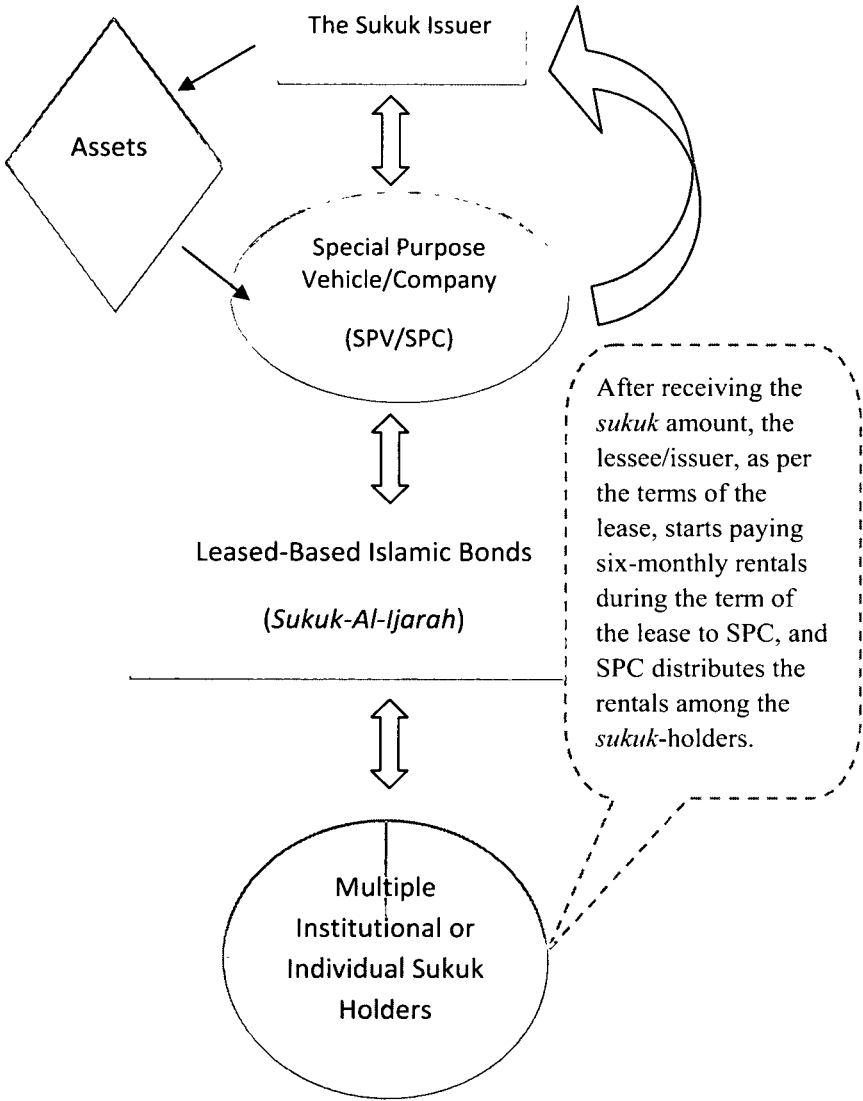 The Sukuk Issuer
Assets
Special Purpose
Vehicle/Company
(SPV/SPC)
After receiving the
sukuk amount, the
lessee/issuer, as per
the terms of the
lease, starts paying
six-monthly rentals
during the term of
the lease to SPC, and
SPC distributes the
rentals among the
sukuk-holders.
Leased-Based Islamic Bonds
(Sukuk-Al-Ijarah)
Multiple
Institutional or
Individual Sukuk
Holders